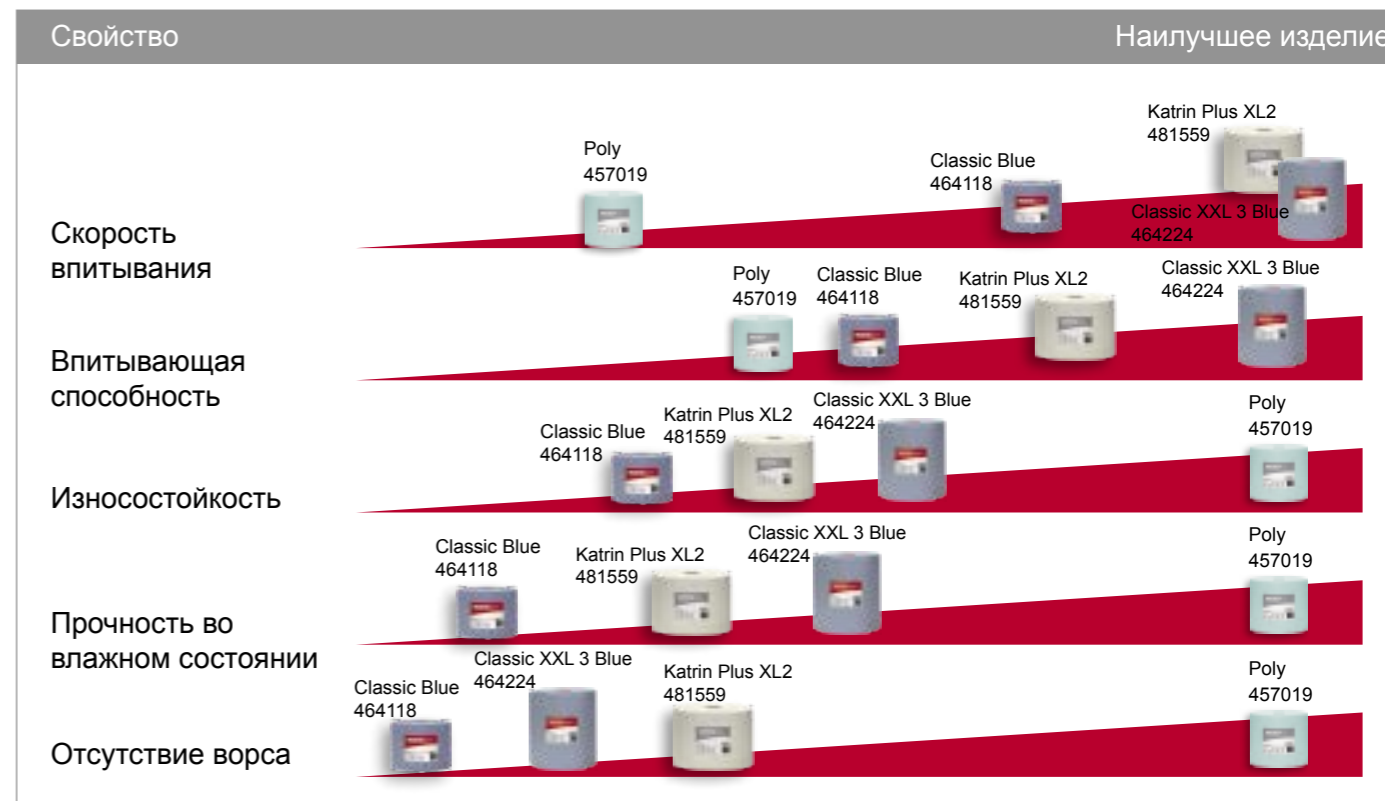 Свойство
Наилучшее изделие
Скорость
впитывания
Poly
457019
Classic Blue
464118
Katrin Plus XL2
481559
Classic XXL 3 Blue
464224
Впитывающая
способность
Poly
457019
Classic Blue
464118
Katrin Plus XL2
481559
Classic XXL 3 Blue
464224
Износостойкость
Classic Blue
464118
Katrin Plus XL2
481559
Classic XXL 3 Blue
464224
Poly
457019
Прочность во
влажном состоянии
Classic Blue
464118
Katrin Plus XL2
481559
Classic XXL 3 Blue
464224
Poly
457019
Отсутствие ворса
Classic Blue
464118
Classic XXL 3 Blue
464224
Katrin Plus XL2
481559
Poly
457019